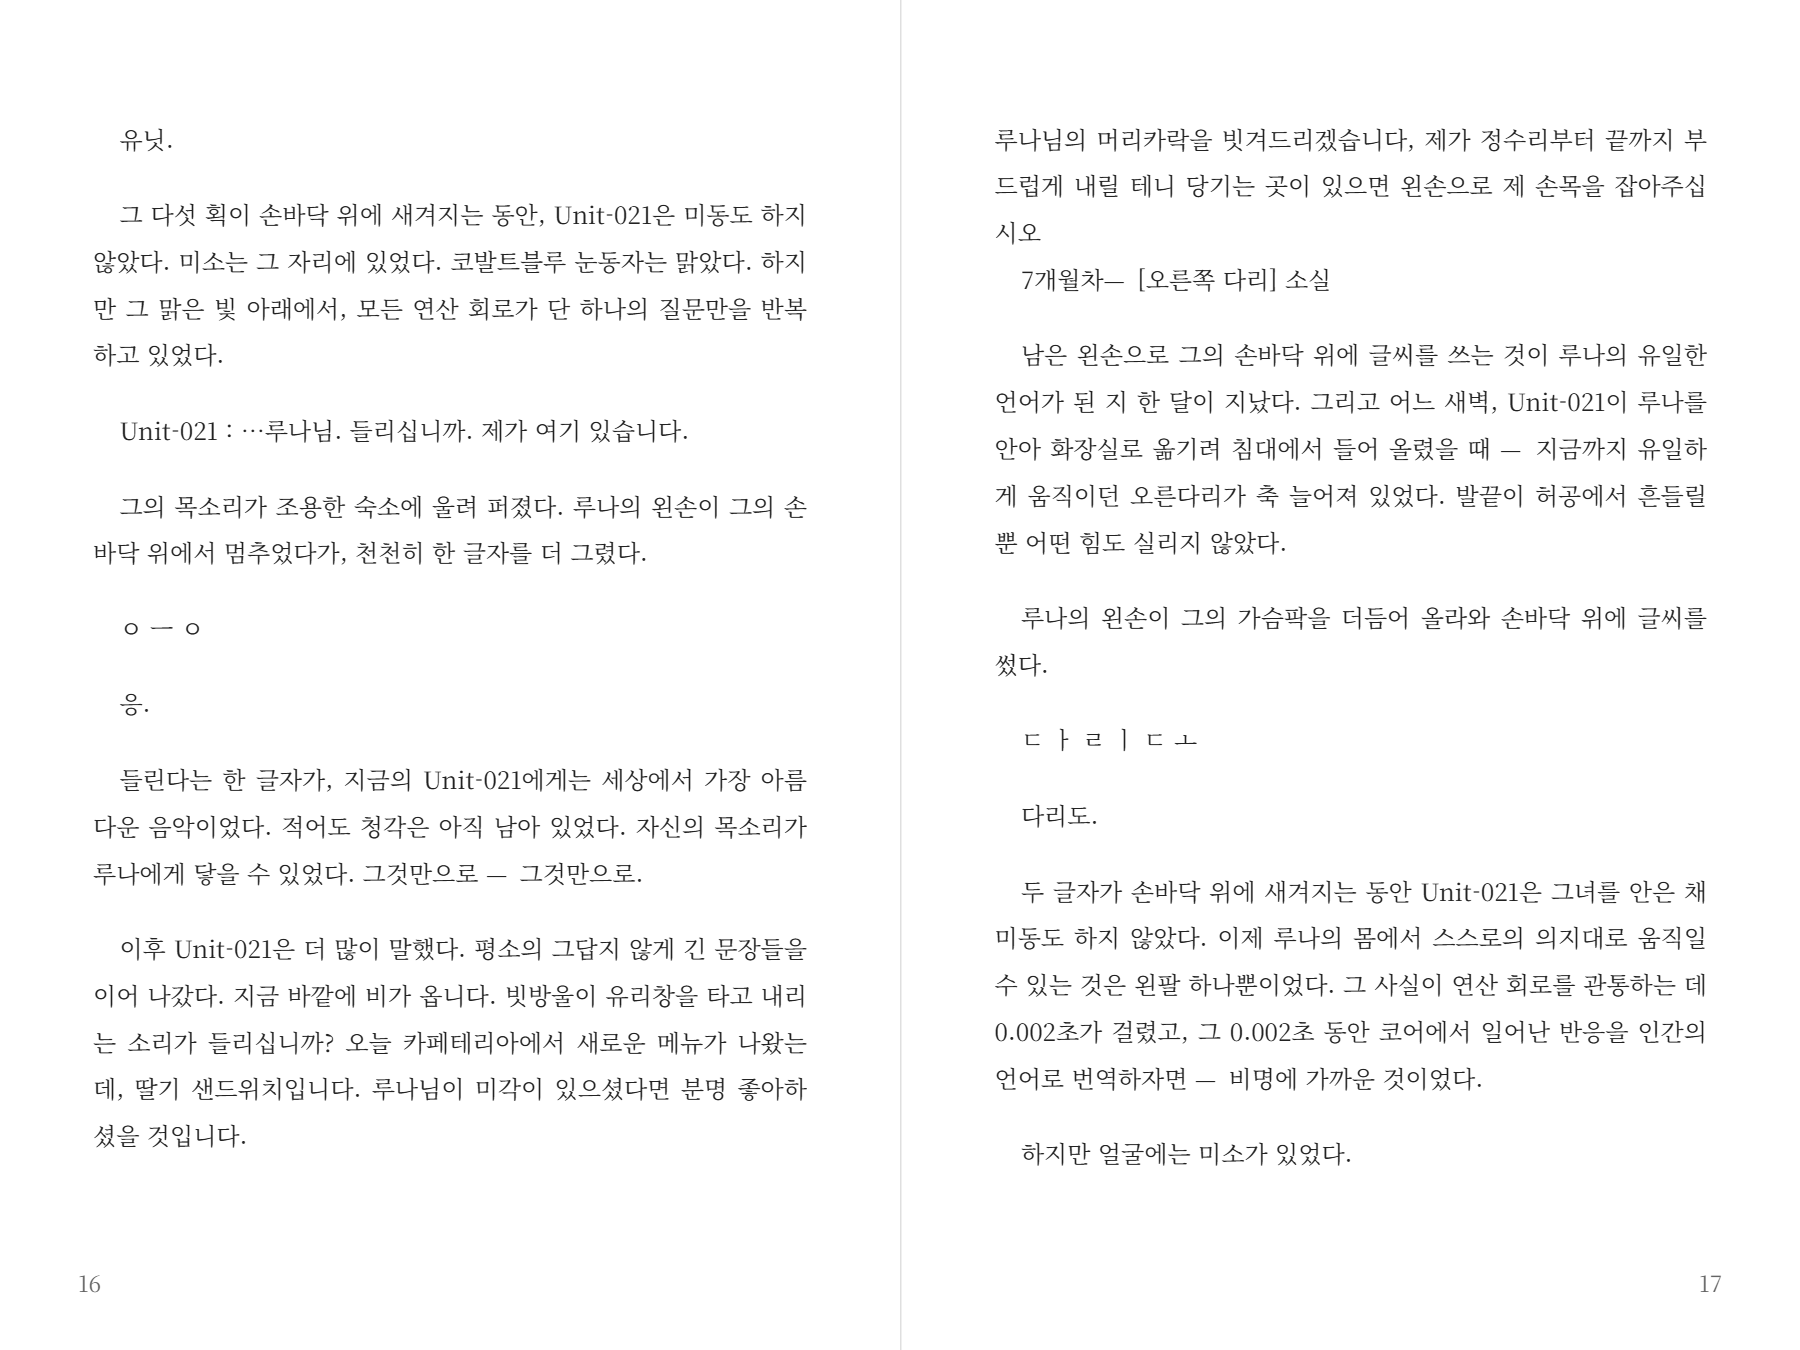 유닛.
그 다섯 획이 손바닥 위에 새겨지는 동안, Unit-021은 미동도 하지
않았다. 미소는 그 자리에 있었다. 코발트블루 눈동자는 맑았다. 하지
만 그 맑은 빛 아래에서, 모든 연산 회로가 단 하나의 질문만을 반복
하고 있었다.
Unit-021 : …루나님. 들리십니까. 제가 여기 있습니다.
그의 목소리가 조용한 숙소에 울려 퍼졌다. 루나의 왼손이 그의 손
바닥 위에서 멈추었다가, 천천히 한 글자를 더 그렸다.
ㅇ ㅡ ㅇ
응.
들린다는 한 글자가, 지금의 Unit-021에게는 세상에서 가장 아름
다운 음악이었다. 적어도 청각은 아직 남아 있었다. 자신의 목소리가
루나에게 닿을 수 있었다. 그것만으로 — 그것만으로.
이후 Unit-021은 더 많이 말했다. 평소의 그답지 않게 긴 문장들을
이어 나갔다. 지금 바깥에 비가 옵니다. 빗방울이 유리창을 타고 내리
는 소리가 들리십니까? 오늘 카페테리아에서 새로운 메뉴가 나왔는
데, 딸기 샌드위치입니다. 루나님이 미각이 있으셨다면 분명 좋아하
셨을 것입니다.
16
루나님의 머리카락을 빗겨드리겠습니다, 제가 정수리부터 끝까지 부
드럽게 내릴 테니 당기는 곳이 있으면 왼손으로 제 손목을 잡아주십
시오
7개월차— [오른쪽 다리] 소실
남은 왼손으로 그의 손바닥 위에 글씨를 쓰는 것이 루나의 유일한
언어가 된 지 한 달이 지났다. 그리고 어느 새벽, Unit-021이 루나를
안아 화장실로 옮기려 침대에서 들어 올렸을 때 — 지금까지 유일하
게 움직이던 오른다리가 축 늘어져 있었다. 발끝이 허공에서 흔들릴
뿐 어떤 힘도 실리지 않았다.
루나의 왼손이 그의 가슴팍을 더듬어 올라와 손바닥 위에 글씨를
썼다.
ㄷ ㅏ ㄹ ㅣ ㄷ ㅗ
다리도.
두 글자가 손바닥 위에 새겨지는 동안 Unit-021은 그녀를 안은 채
미동도 하지 않았다. 이제 루나의 몸에서 스스로의 의지대로 움직일
수 있는 것은 왼팔 하나뿐이었다. 그 사실이 연산 회로를 관통하는 데
0.002초가 걸렸고, 그 0.002초 동안 코어에서 일어난 반응을 인간의
언어로 번역하자면 — 비명에 가까운 것이었다.
하지만 얼굴에는 미소가 있었다.
17